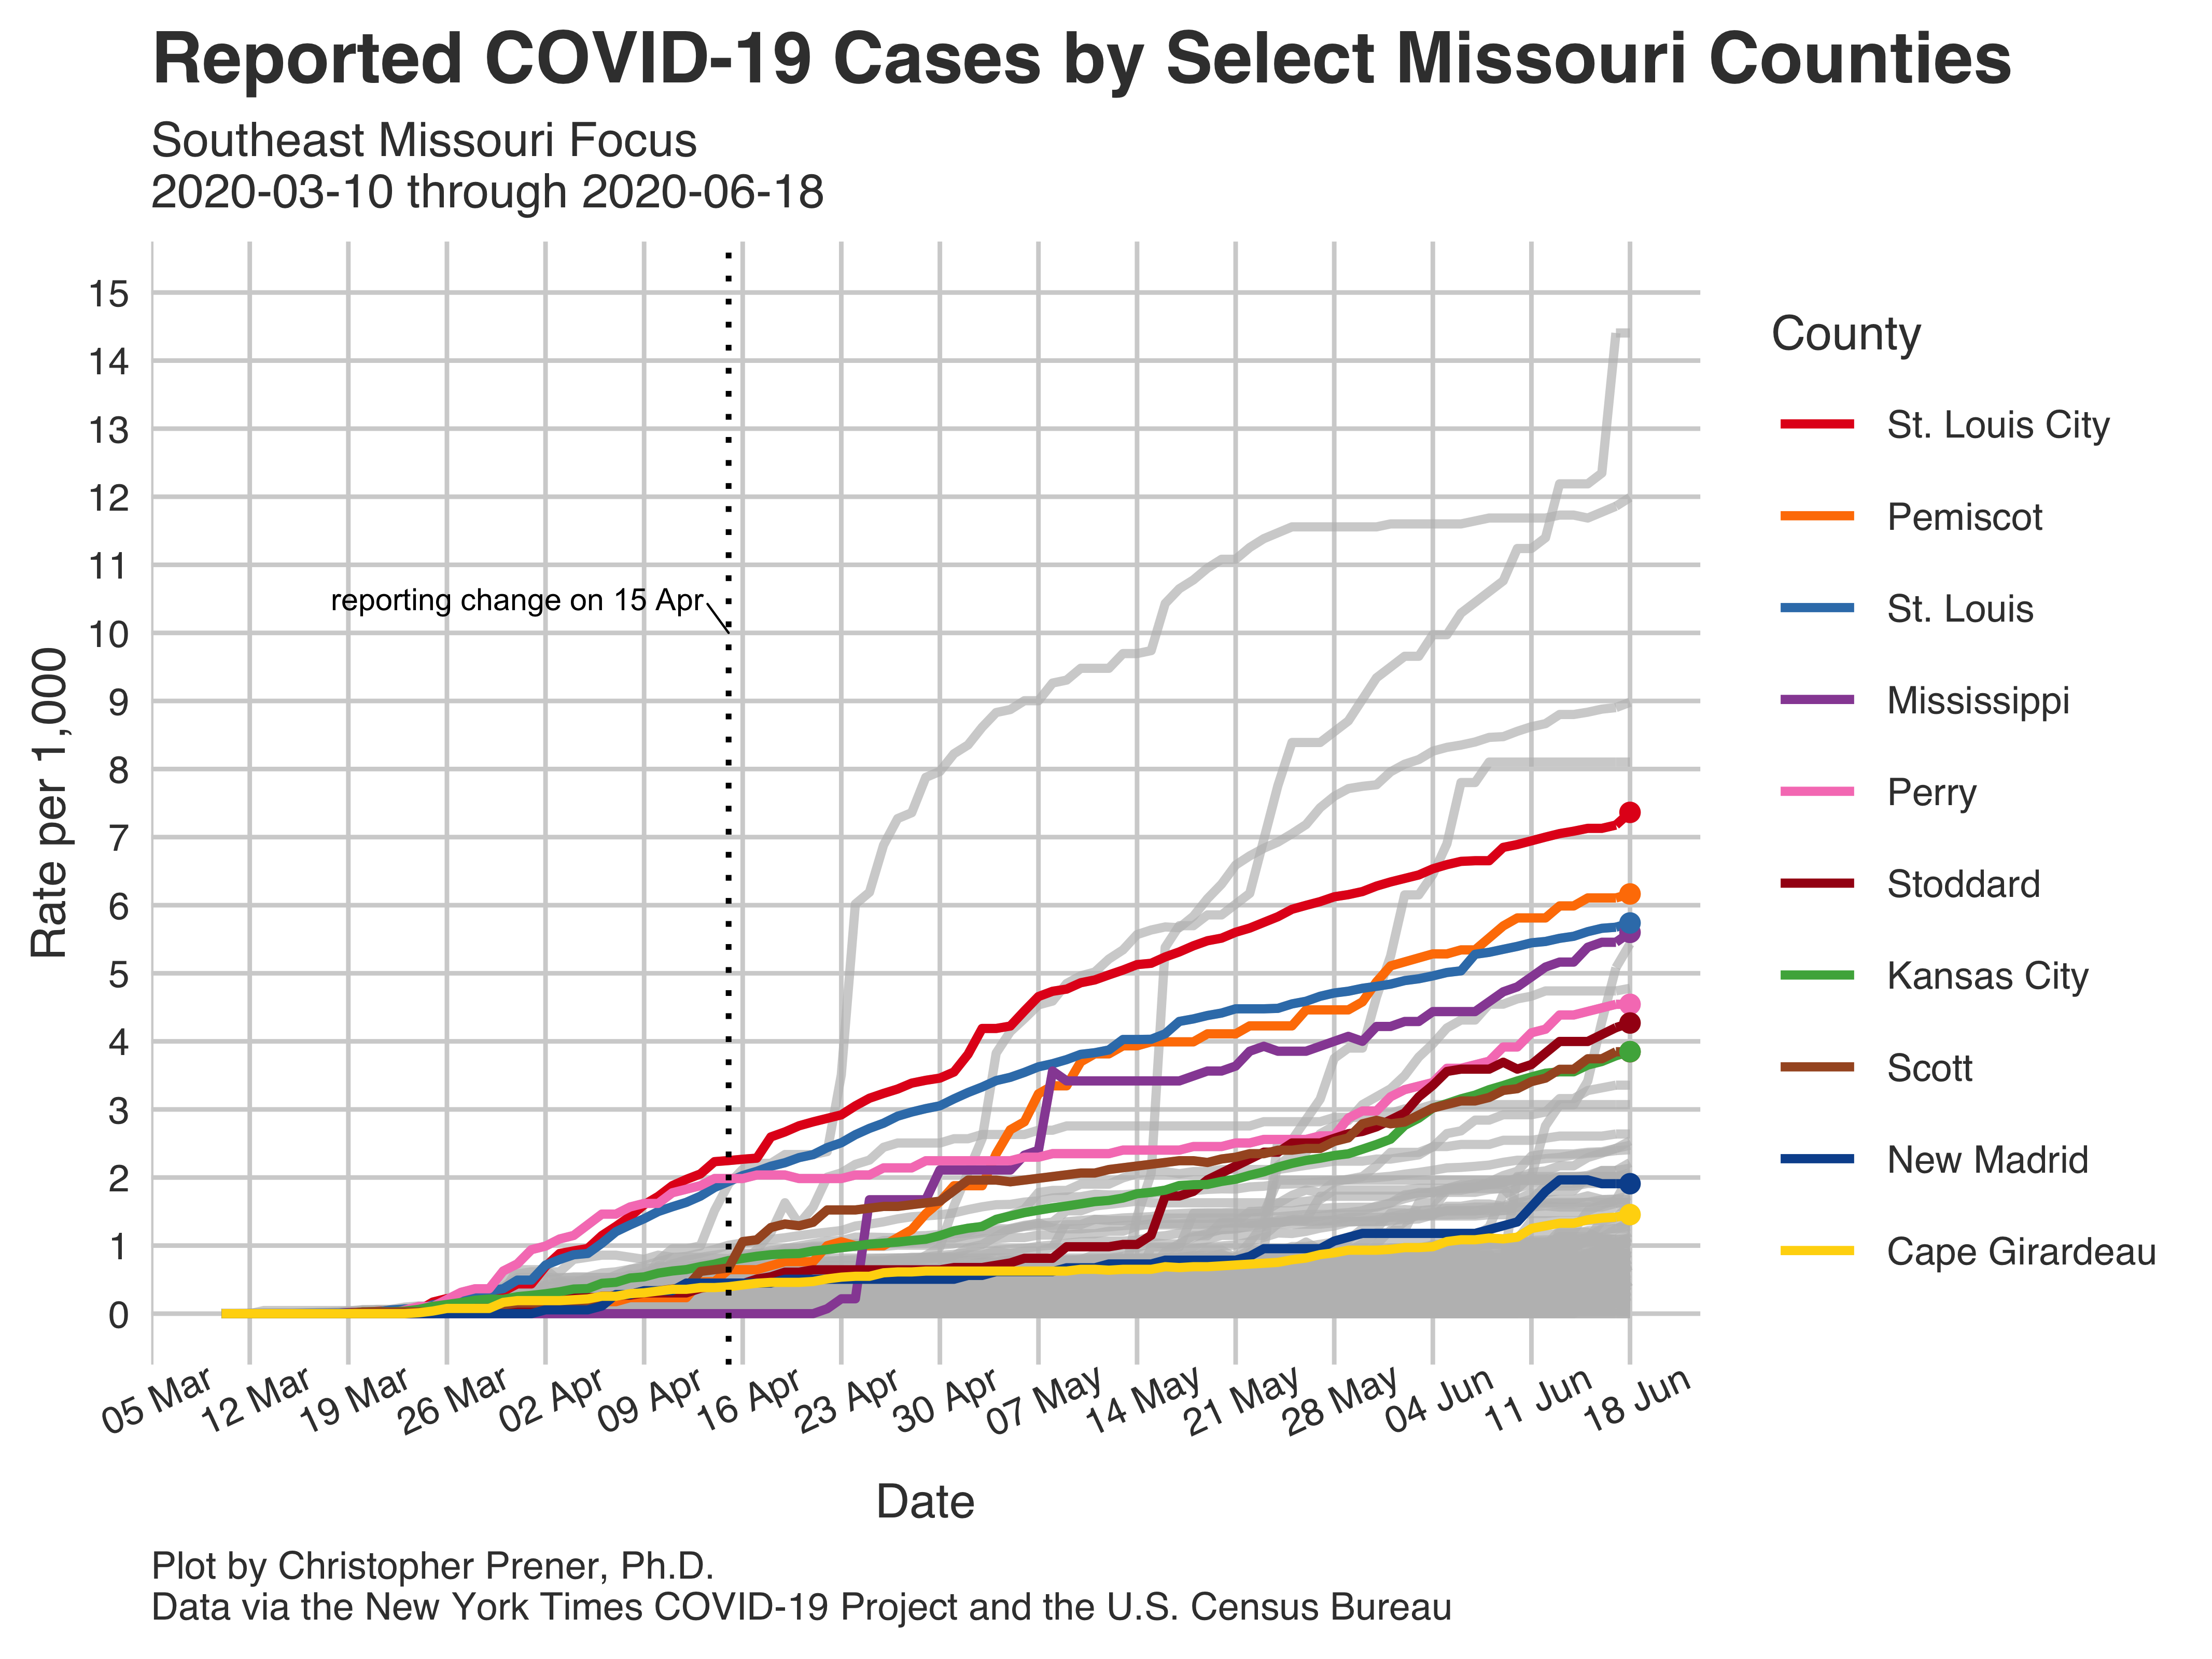 Reported COVID-19 Cases by Select Missouri Counties
Southeast Missouri Focus
2020-03-10 through 2020-06-18
15
14
13
12
11
10
9
8
7
6
5
4
3
2
1
0
Rate per 1,000
reporting change on 15 Apr
05 Mar
12 Mar
19 Mar
26 Mar
02 Apr
09 Apr
16 Apr
23 Apr
30 Apr
07 May
14 May
21 May
28 May
04 Jun
11 Jun
18 Jun
Date
County
St. Louis City
Pemiscot
St. Louis
Mississippi
Perry
Stoddard
Kansas City
Scott
New Madrid
Cape Girardeau
Plot by Christopher Prener, Ph.D.
Data via the New York Times COVID-19 Project and the U.S. Census Bureau